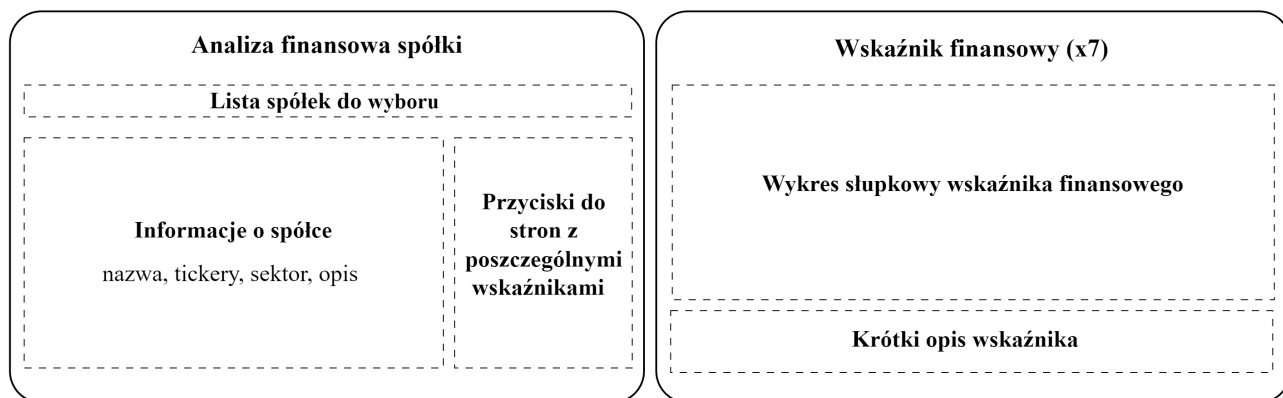 Analiza finansowa spółki
Lista spółek do wyboru
Informacje o spółce
nazwa, tickery, sektor, opis
Przyciski do
stron z
poszczególnymi
wskaźnikami
Wskaźnik finansowy (x7)
Wykres słupkowy wskaźnika finansowego
Krótki opis wskaźnika